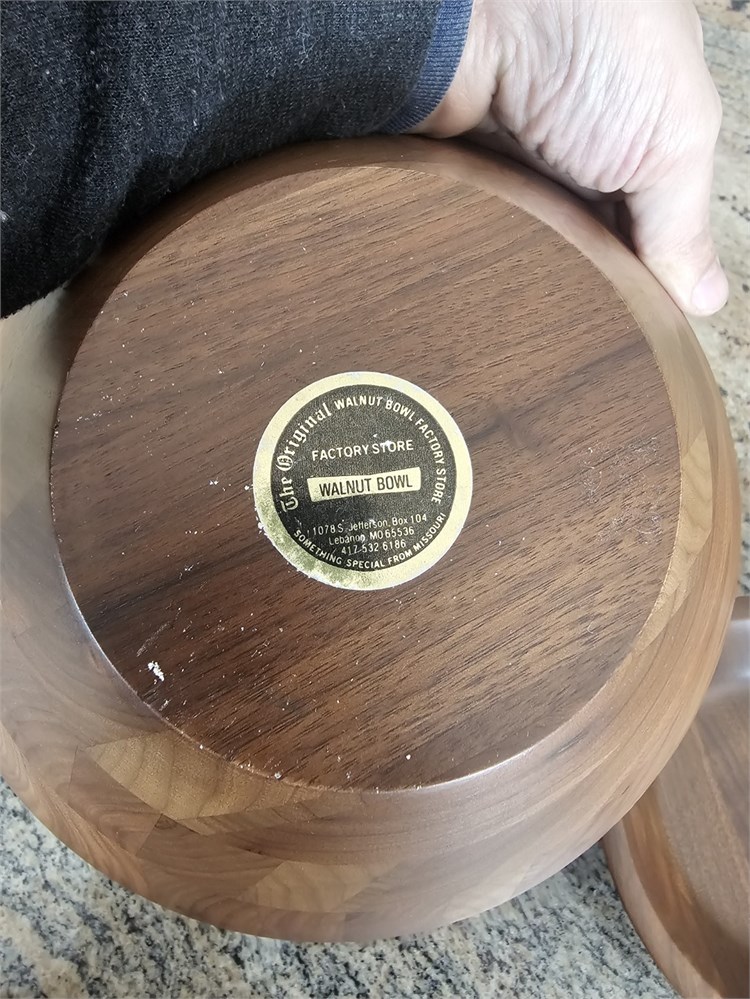 The Original WALNUT BOWL FACTORY STORE
FACTORY STORE
WALNUT BOWL
1078 S. Jefferson, Box 104
Lebanon, MO 65536
417-532-6186
SOMETHING SPECIAL FROM MISSOURI